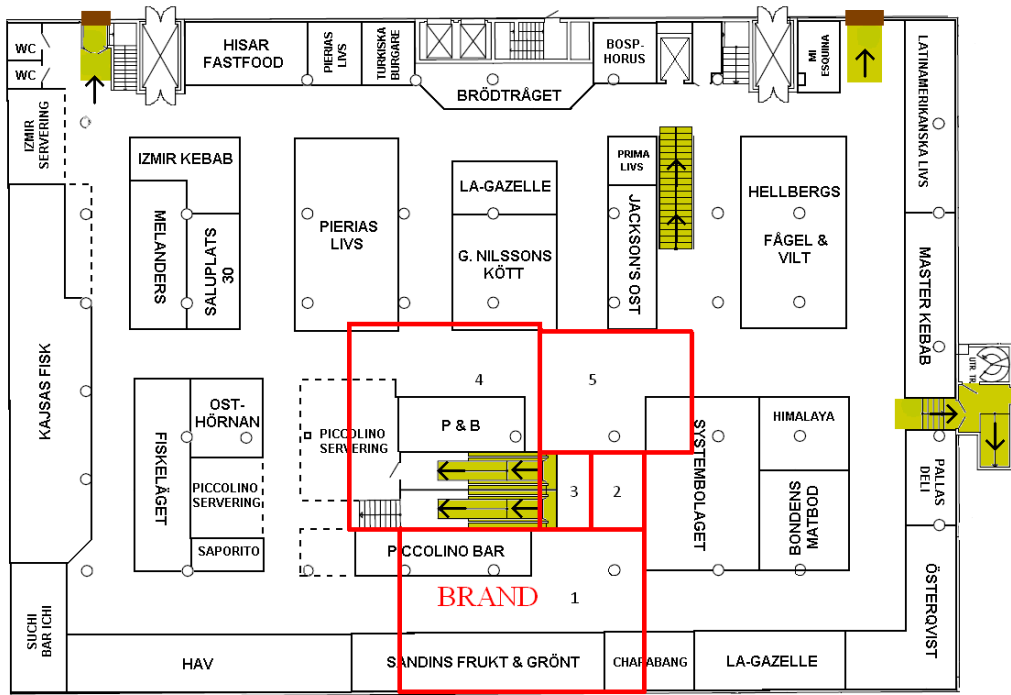 WC
WC
HISAR
FASTFOOD
PIERIAS
LIVS
TURKISKA
BURGARE
BRÖDTRÅGET
BOSP-
HORUS
MI
ESQUINA
LATINAMERIKANSKA LIVS
IZMIR
SERVERING
IZMIR KEBAB
MELANDERS
SALUPLATS
30
PIERIAS
LIVS
LA-GAZELLE
G. NILSSONS
KÖTT
PRIMA
LIVS
JACKSON'S OST
HELLBERGS
FÅGEL &
VILT
MASTER KEBAB
UTR. TR.
KAJSAS FISK
FISKELÄGET
OST-
HÖRNAN
PICCOLINO
SERVERING
SAPORITO
PICCOLINO
SERVERING
4
P & B
5
3
2
SYSTEMBOLAGET
HIMALAYA
BONDENS
MATBOD
PALLAS
DELI
PICCOLINO BAR
BRAND
1
SUCHI
BAR ICHI
HAV
SANDINS FRUKT & GRÖNT
CHARABANG
LA-GAZELLE
ÖSTERQVIST